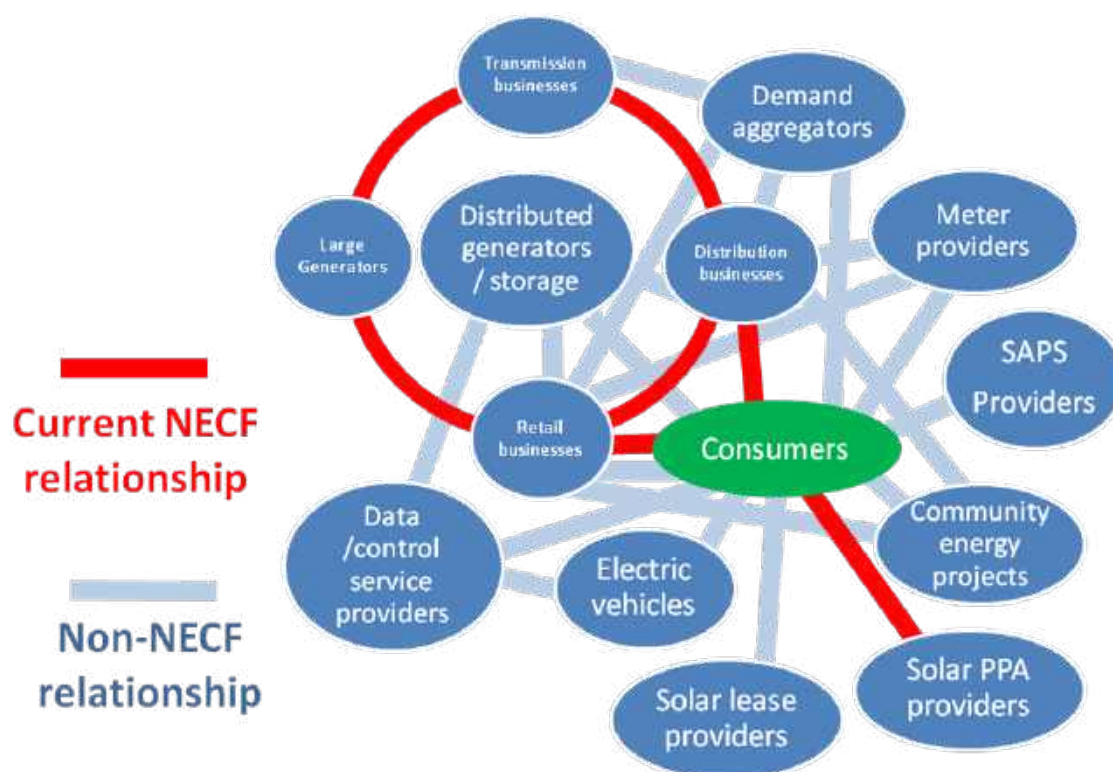 Transmission
businesses
Demand
aggregators
Distributed
generators
/ storage
Meter
providers
Large
Generators
Distribution
businesses
SAPS
Providers
Current NECF
relationship
Retail
businesses
Consumers
Data
/control
service
providers
Electric
vehicles
Community
energy
projects
Non-NECF
relationship
Solar lease
providers
Solar PPA
providers